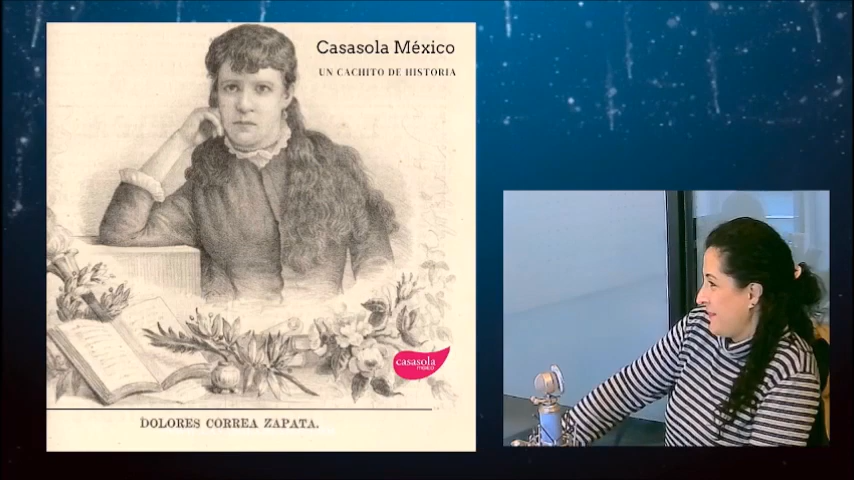 Casasola México
UN CACHITO DE HISTORIA
casasola
MÉXICO
DOLORES CORREA ZAPATA.